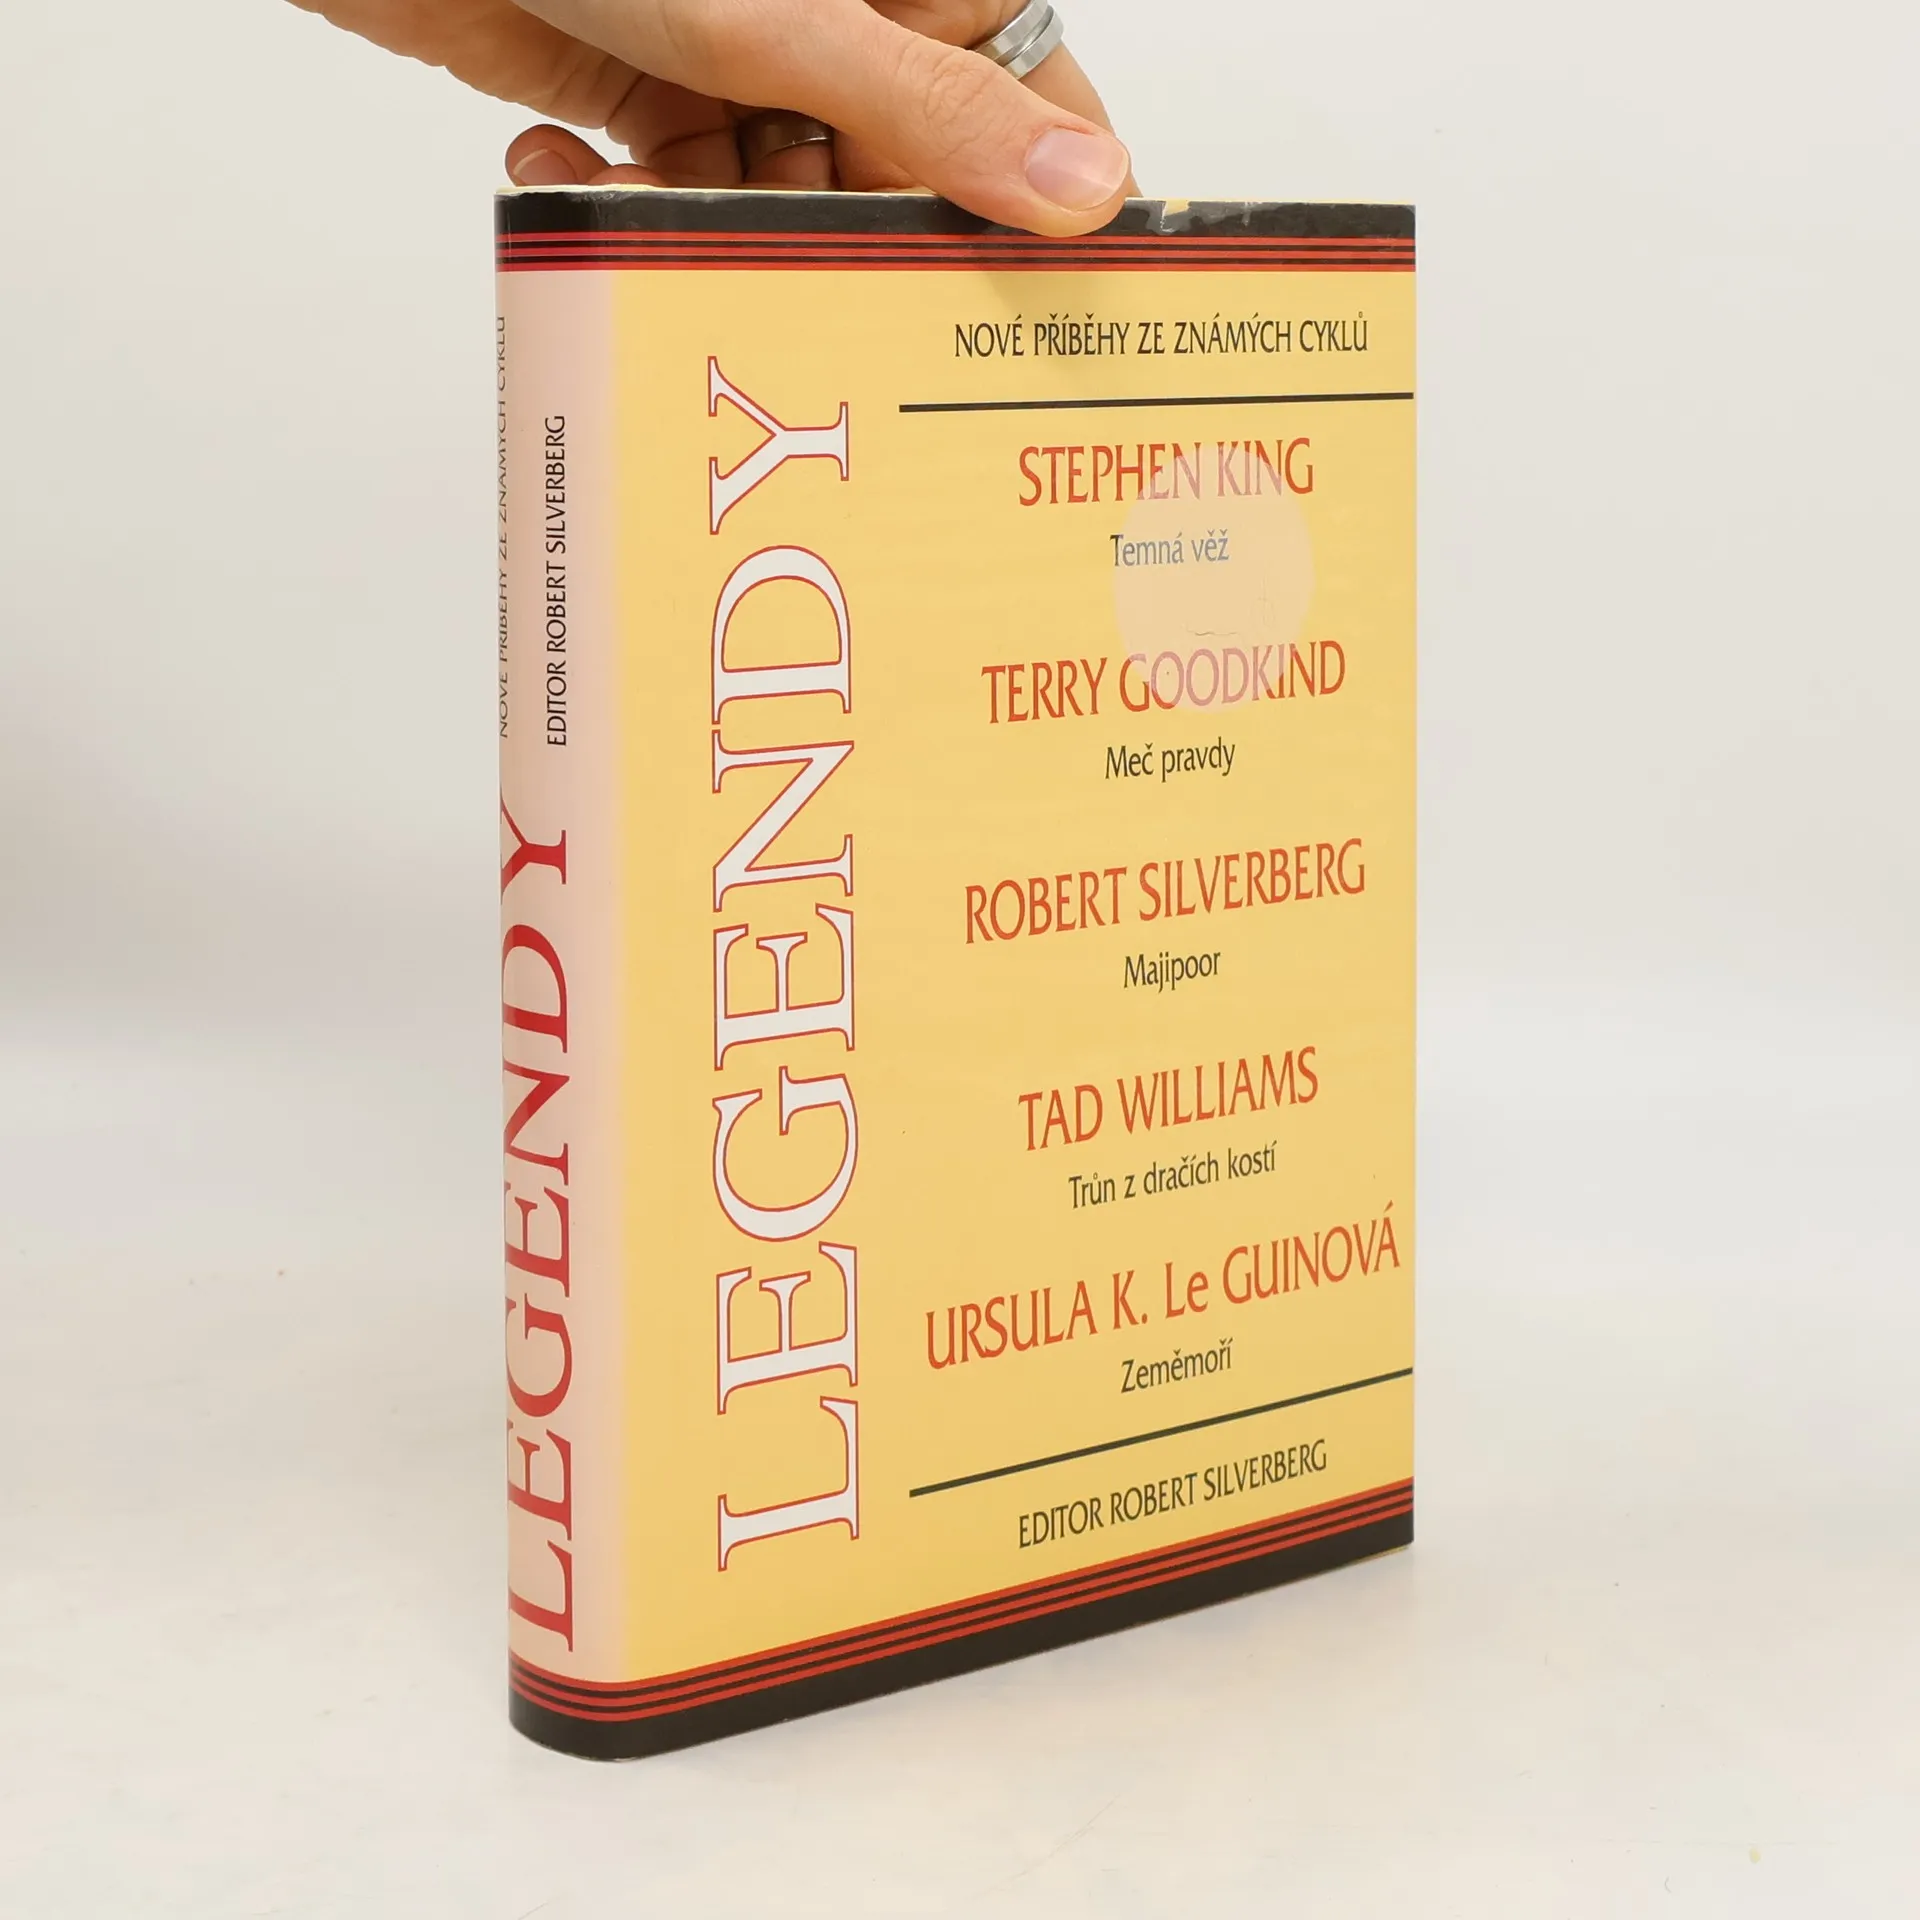 NOVÉ PŘÍBĚHY ZE ZNÁMÝCH CYKLŮ
EDITOR ROBERT SILVERBERG
LEGENDY
LEGENDY
NOVÉ PŘÍBĚHY ZE ZNÁMÝCH CYKLŮ
STEPHEN KING
Temná věž
TERRY GOODKIND
Meč pravdy
ROBERT SILVERBERG
Majipoor
TAD WILLIAMS
Trůn z dračích kostí
URSULA K. Le GUINOVÁ
Zeměmoří
EDITOR ROBERT SILVERBERG